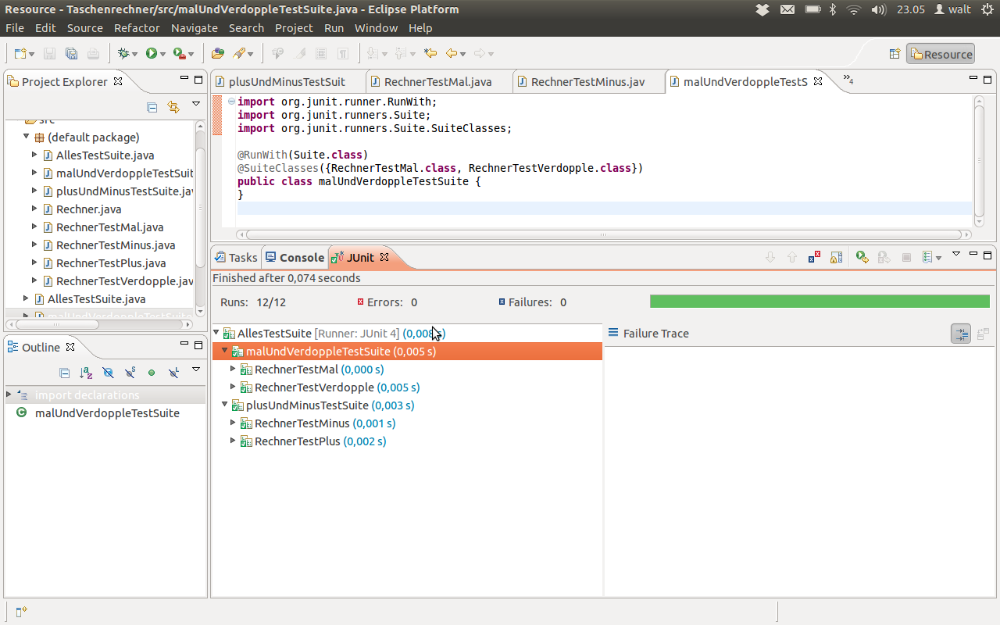 Resource - Taschenrechner/src/malUndVerdoppleTestSuite.java - Eclipse Platform
23.05 walt
File Edit Source Refactor Navigate Search Project Run Window Help
Resource
Project Explorer
src
(default package)
AllesTestSuite.java
malUndVerdoppleTestSuit
plusUndMinusTestSuite.jav
Rechner.java
RechnerTestMal.java
RechnerTestMinus.java
RechnerTestPlus.java
RechnerTestVerdopple.jav
AllesTestSuite.java
malUndVerdoppleTestSuite
Outline
import declarations
malUndVerdoppleTestSuite
plusUndMinusTestSuit RechnerTestMal.java RechnerTestMinus.jav malUndVerdoppleTestS »4
import org.junit.runner.RunWith;
import org.junit.runners.Suite;
import org.junit.runners.Suite.SuiteClasses;
@RunWith(Suite.class)
@SuiteClasses({RechnerTestMal.class, RechnerTestVerdopple.class})
public class malUndVerdoppleTestSuite {
}
Tasks Console JUnit
Finished after 0,074 seconds
Runs: 12/12 Errors: 0 Failures: 0
AllesTestSuite [Runner: JUnit 4] (0,008 s)
malUndVerdoppleTestSuite (0,005 s)
RechnerTestMal (0,000 s)
RechnerTestVerdopple (0,005 s)
plusUndMinusTestSuite (0,003 s)
RechnerTestMinus (0,001 s)
RechnerTestPlus (0,002 s)
Failure Trace